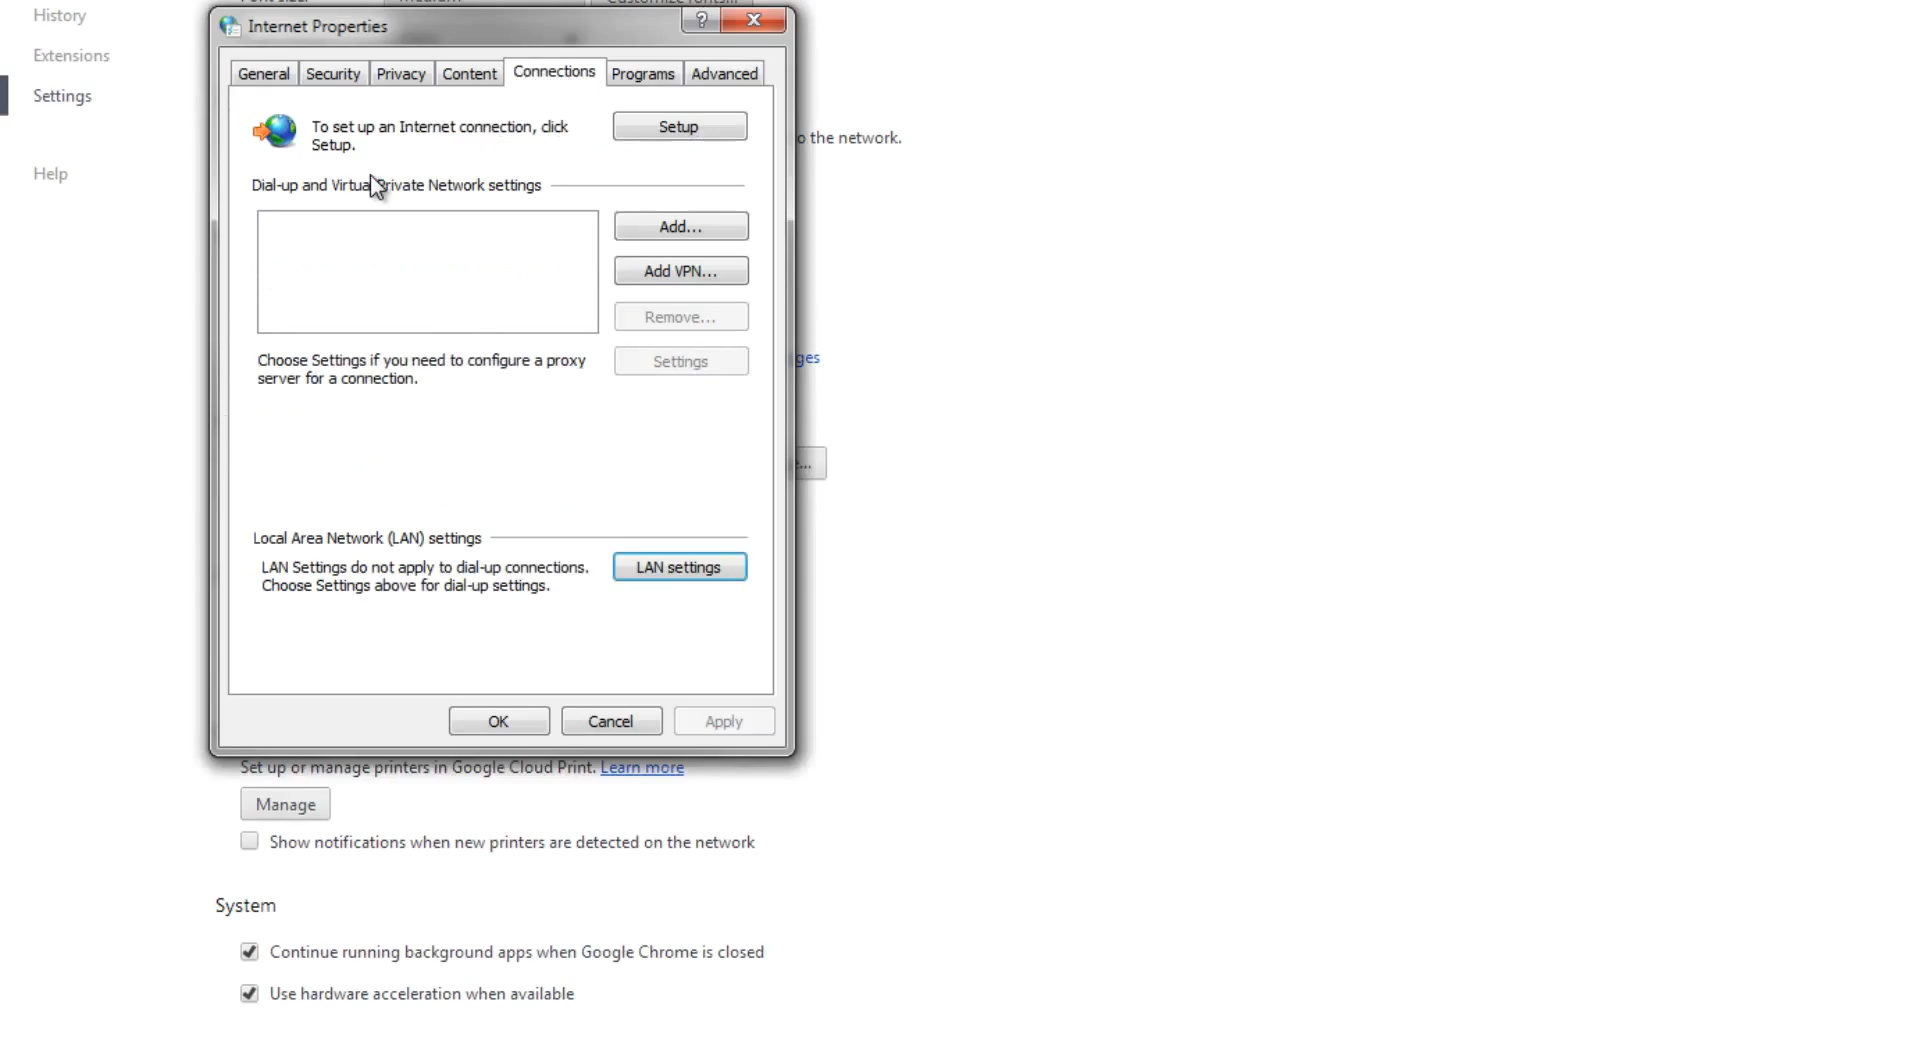 History
Extensions
Settings
Help
Internet Properties
?
General Security Privacy Content Connections Programs Advanced
To set up an Internet connection, click
Setup.
Setup
o the network.
Dial-up and Virtual Private Network settings
Add...
Add VPN...
Remove...
Choose Settings if you need to configure a proxy
server for a connection.
Settings
ges
...
Local Area Network (LAN) settings
LAN Settings do not apply to dial-up connections.
Choose Settings above for dial-up settings.
LAN settings
OK Cancel Apply
Set up or manage printers in Google Cloud Print. Learn more
Manage
Show notifications when new printers are detected on the network
System
Continue running background apps when Google Chrome is closed
Use hardware acceleration when available